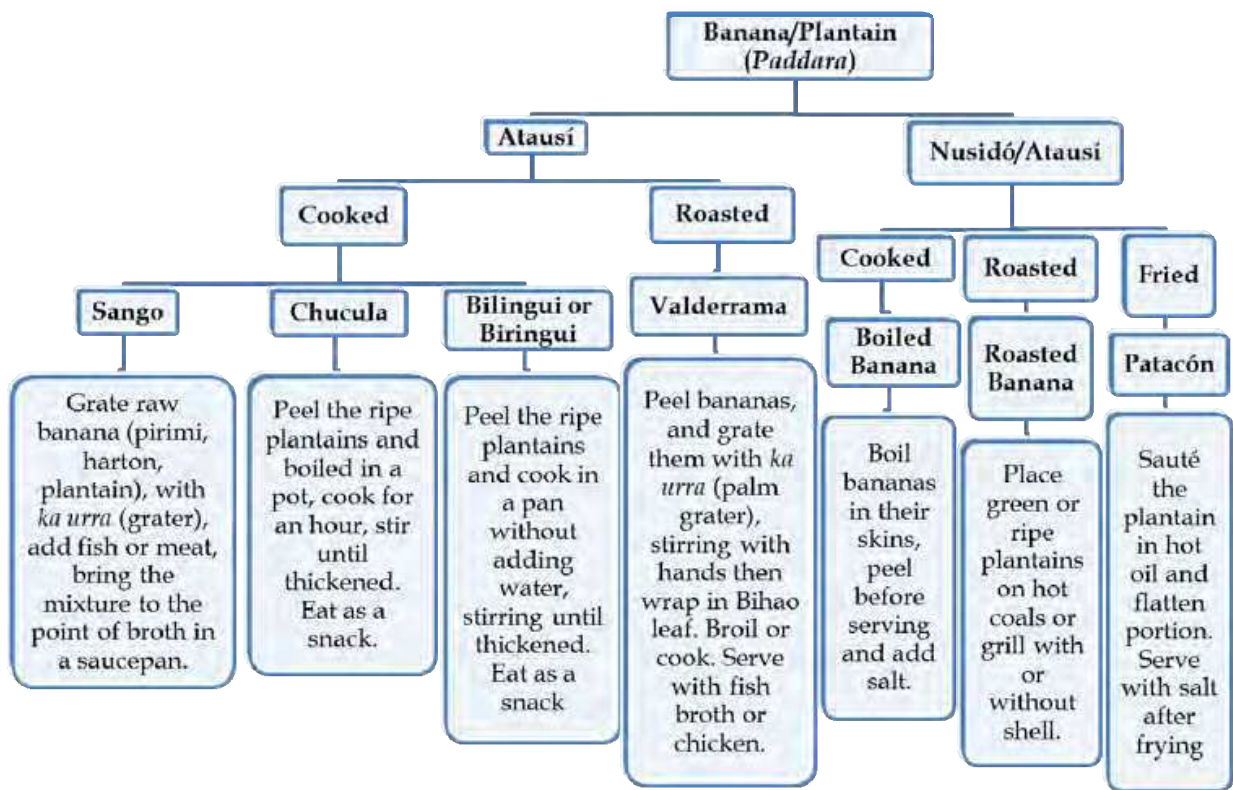 Banana/Plantain
(Paddara)
Atausí
Nusidó/Atausí
Cooked
Roasted
Cooked
Roasted
Fried
Sango
Chucula
Bilingui or
Biringui
Valderrama
Boiled
Banana
Roasted
Banana
Patacón
Grate raw
banana (pirimi,
harton,
plantain), with
ka urra (grater),
add fish or meat,
bring the
mixture to the
point of broth in
a saucepan.
Peel the ripe
plantains and
boiled in a
pot, cook for
an hour, stir
until
thickened.
Eat as a
snack.
Peel the ripe
plantains
and cook in
a pan
without
adding
water,
stirring until
thickened.
Eat as a
snack
Peel bananas,
and grate
them with ka
urra (palm
grater),
stirring with
hands then
wrap in Bihao
leaf. Broil or
cook. Serve
with fish
broth or
chicken.
Boil
bananas
in their
skins,
peel
before
serving
and add
salt.
Place
green or
ripe
plantains
on hot
coals or
grill with
or
without
shell.
Sauté
the
plantain
in hot
oil and
flatten
portion.
Serve
with salt
after
frying